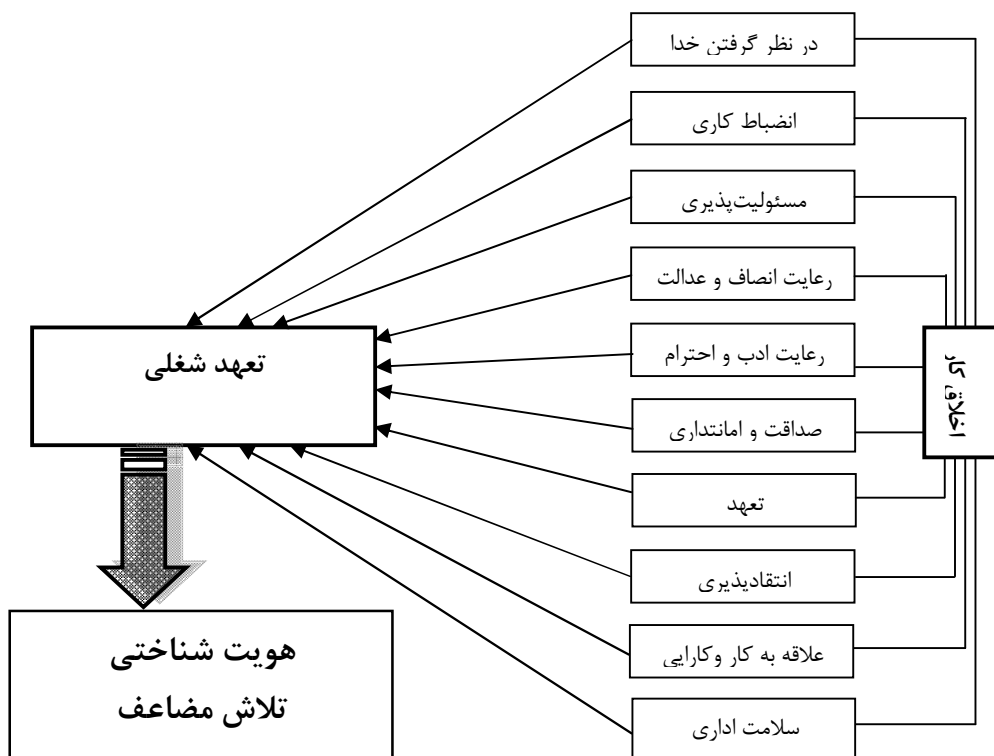 در نظر گرفتن خدا
انضباط کاری
مسئولیت‌پذیری
رعایت انصاف و عدالت
رعایت ادب و احترام
صداقت و امانتداری
تعهد
انتقادپذیری
علاقه به کار وکارایی
سلامت اداری
اخلاق کار
تعهد شغلی
هویت شناختی
تلاش مضاعف